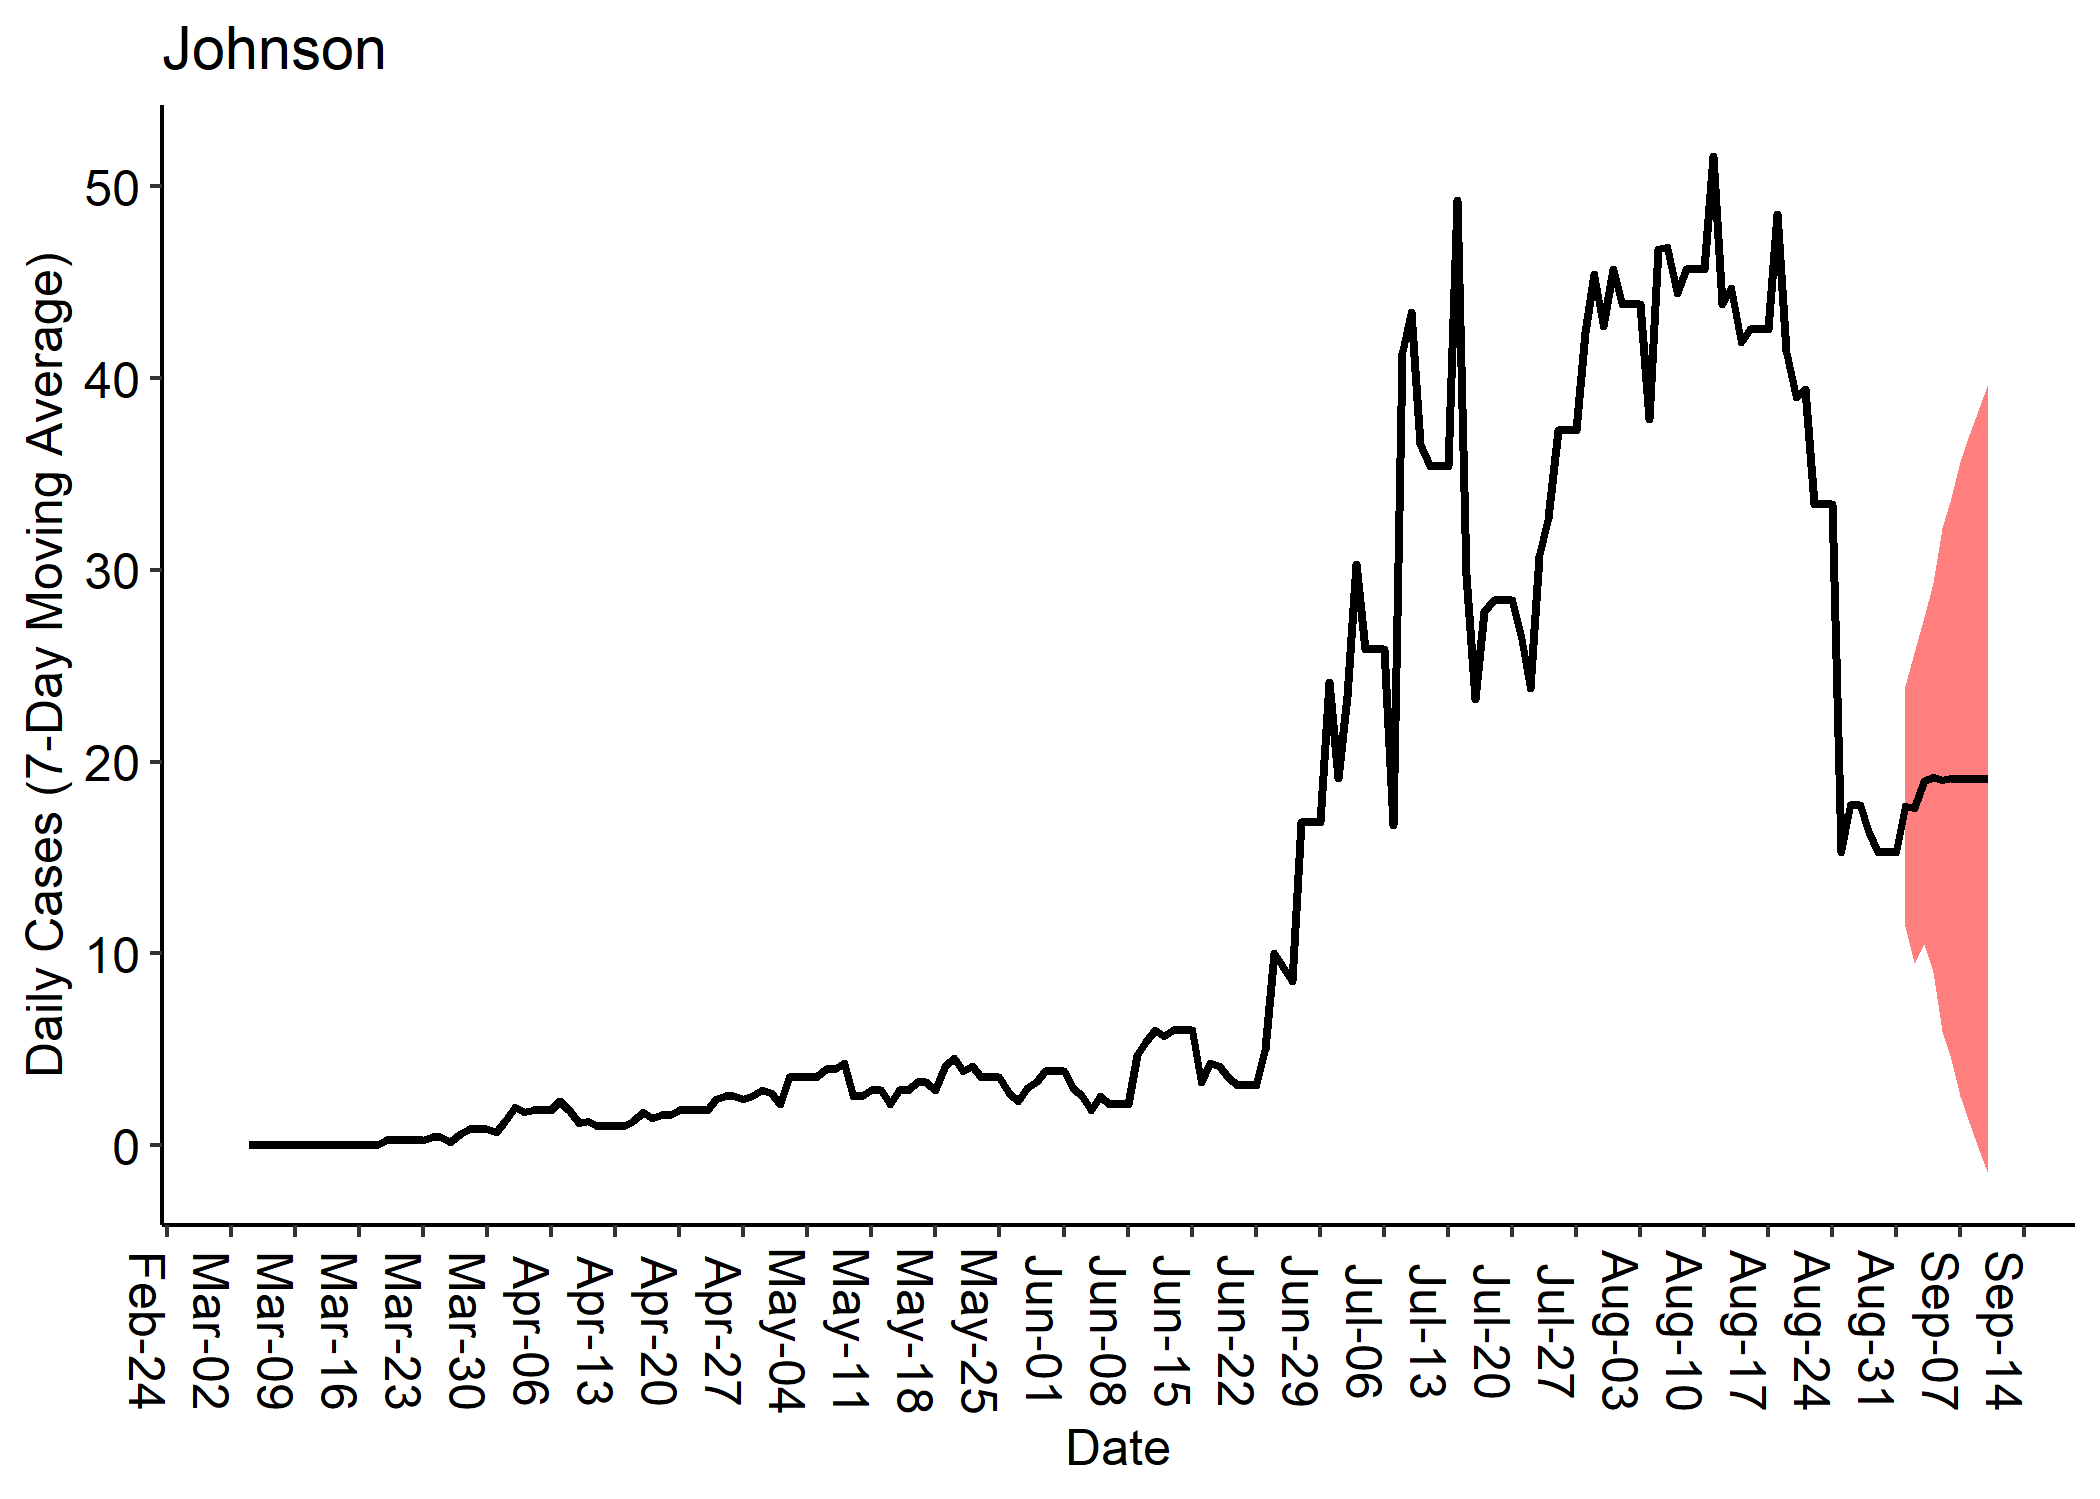 Johnson
Daily Cases (7-Day Moving Average)
50
40
30
20
10
0
Feb-24
Mar-02
Mar-09
Mar-16
Mar-23
Mar-30
Apr-06
Apr-13
Apr-20
Apr-27
May-04
May-11
May-18
May-25
Jun-01
Jun-08
Jun-15
Jun-22
Jun-29
Jul-06
Jul-13
Jul-20
Jul-27
Aug-03
Aug-10
Aug-17
Aug-24
Aug-31
Sep-07
Sep-14
Date